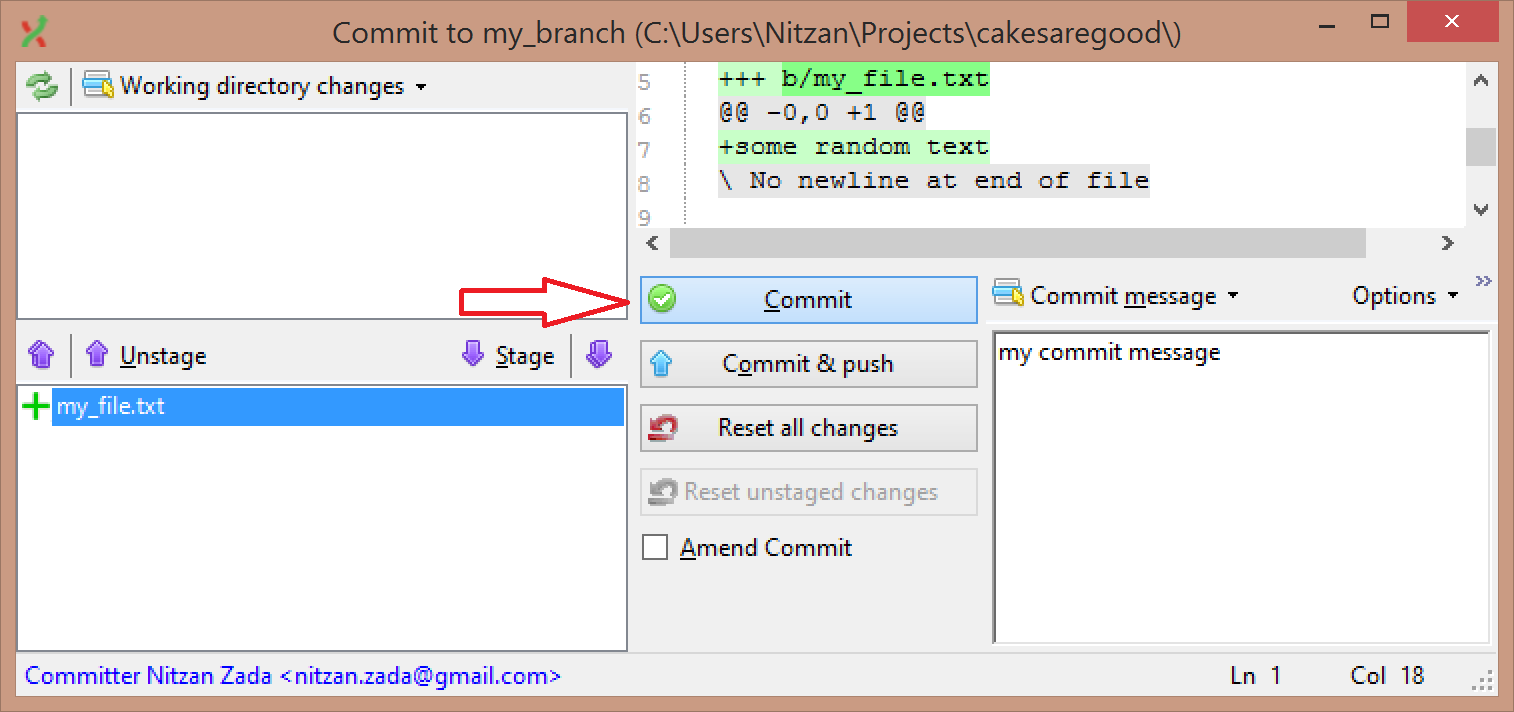 Commit to my_branch (C:\Users\Nitzan\Projects\cakesaregood\)
Working directory changes
5 +++ b/my_file.txt
6 @@ -0,0 +1 @@
7 +some random text
8 \ No newline at end of file
9
Commit
Commit message
Options
Unstage
Stage
Commit & push
my commit message
my_file.txt
Reset all changes
Reset unstaged changes
Amend Commit
Committer Nitzan Zada <nitzan.zada@gmail.com>
Ln 1
Col 18